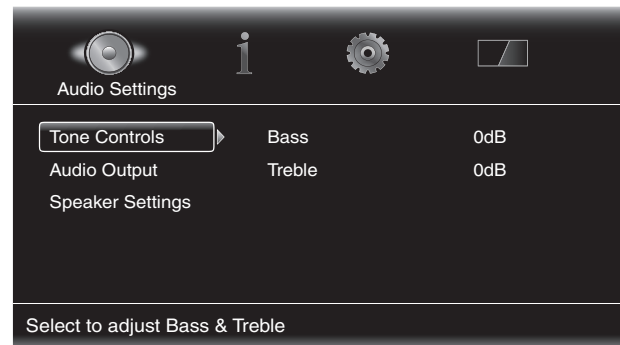 Audio Settings
Tone Controls Bass 0dB
Audio Output Treble 0dB
Speaker Settings
Select to adjust Bass & Treble